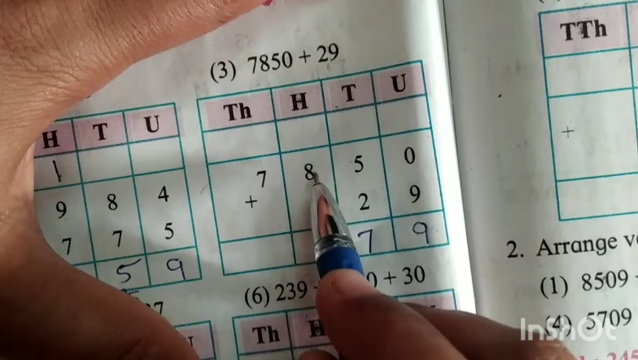 (3) 7850 + 29
TTh
Th H T U
H T U
1
7 8 5 0
9 8 4
+ 2 9
7 7 5
+
7 9
5 9
2. Arrange
(6) 239 0 + 30
(1) 8509
7
Th H
(4) 5709
InShOt